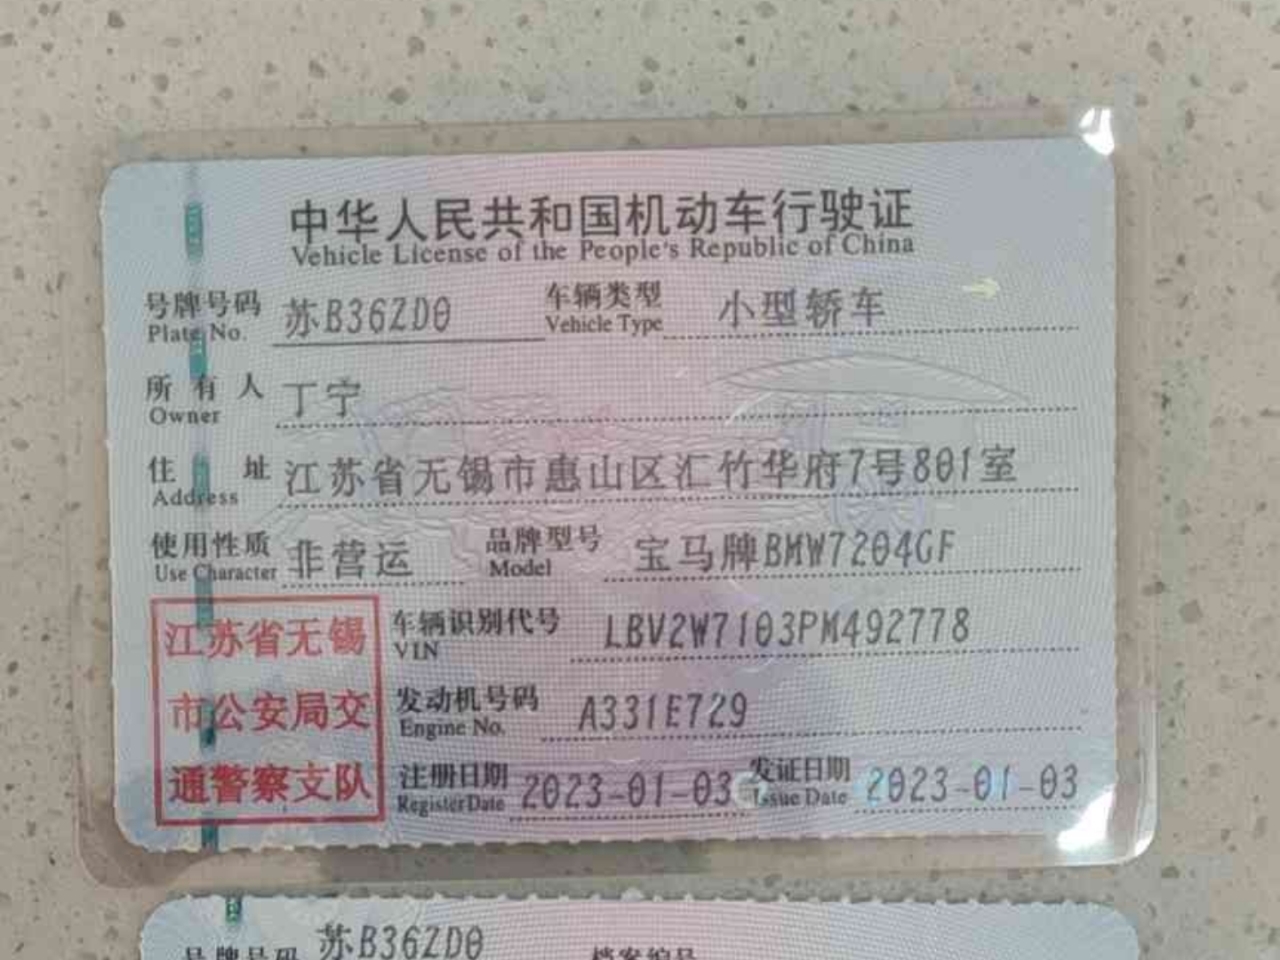 中华人民共和国机动车行驶证
Vehicle License of the People's Republic of China
号牌号码 苏B36ZD0 车辆类型 小型轿车
Plate No. Vehicle Type
所有人 丁宁
Owner
住址 江苏省无锡市惠山区汇竹华府7号801室
Address
使用性质 非营运 品牌型号 宝马牌BMW7204GF
Use Character Model
江苏省无锡
市公安局交
通警察支队
车辆识别代号 LBV2W7103PM492778
VIN
发动机号码 A331E729
Engine No.
注册日期 2023-01-03 发证日期 2023-01-03
Register Date Issue Date
号牌号码 苏B36ZD0 档案编号